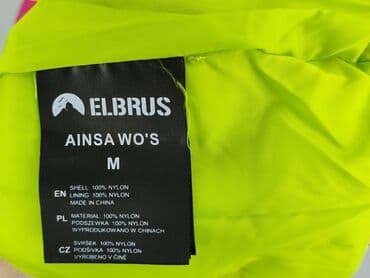 ELBRUS
AINSA WO'S
M
EN SHELL: 100% NYLON
LINING: 100% NYLON
MADE IN CHINA
PL MATERIAŁ: 100% NYLON
PODSZEWKA: 100% NYLON
WYPRODUKOWANO W CHINACH
CZ SVRŠEK: 100% NYLON
PODŠÍVKA: 100% NYLON
VYROBENO V ČÍNĚ